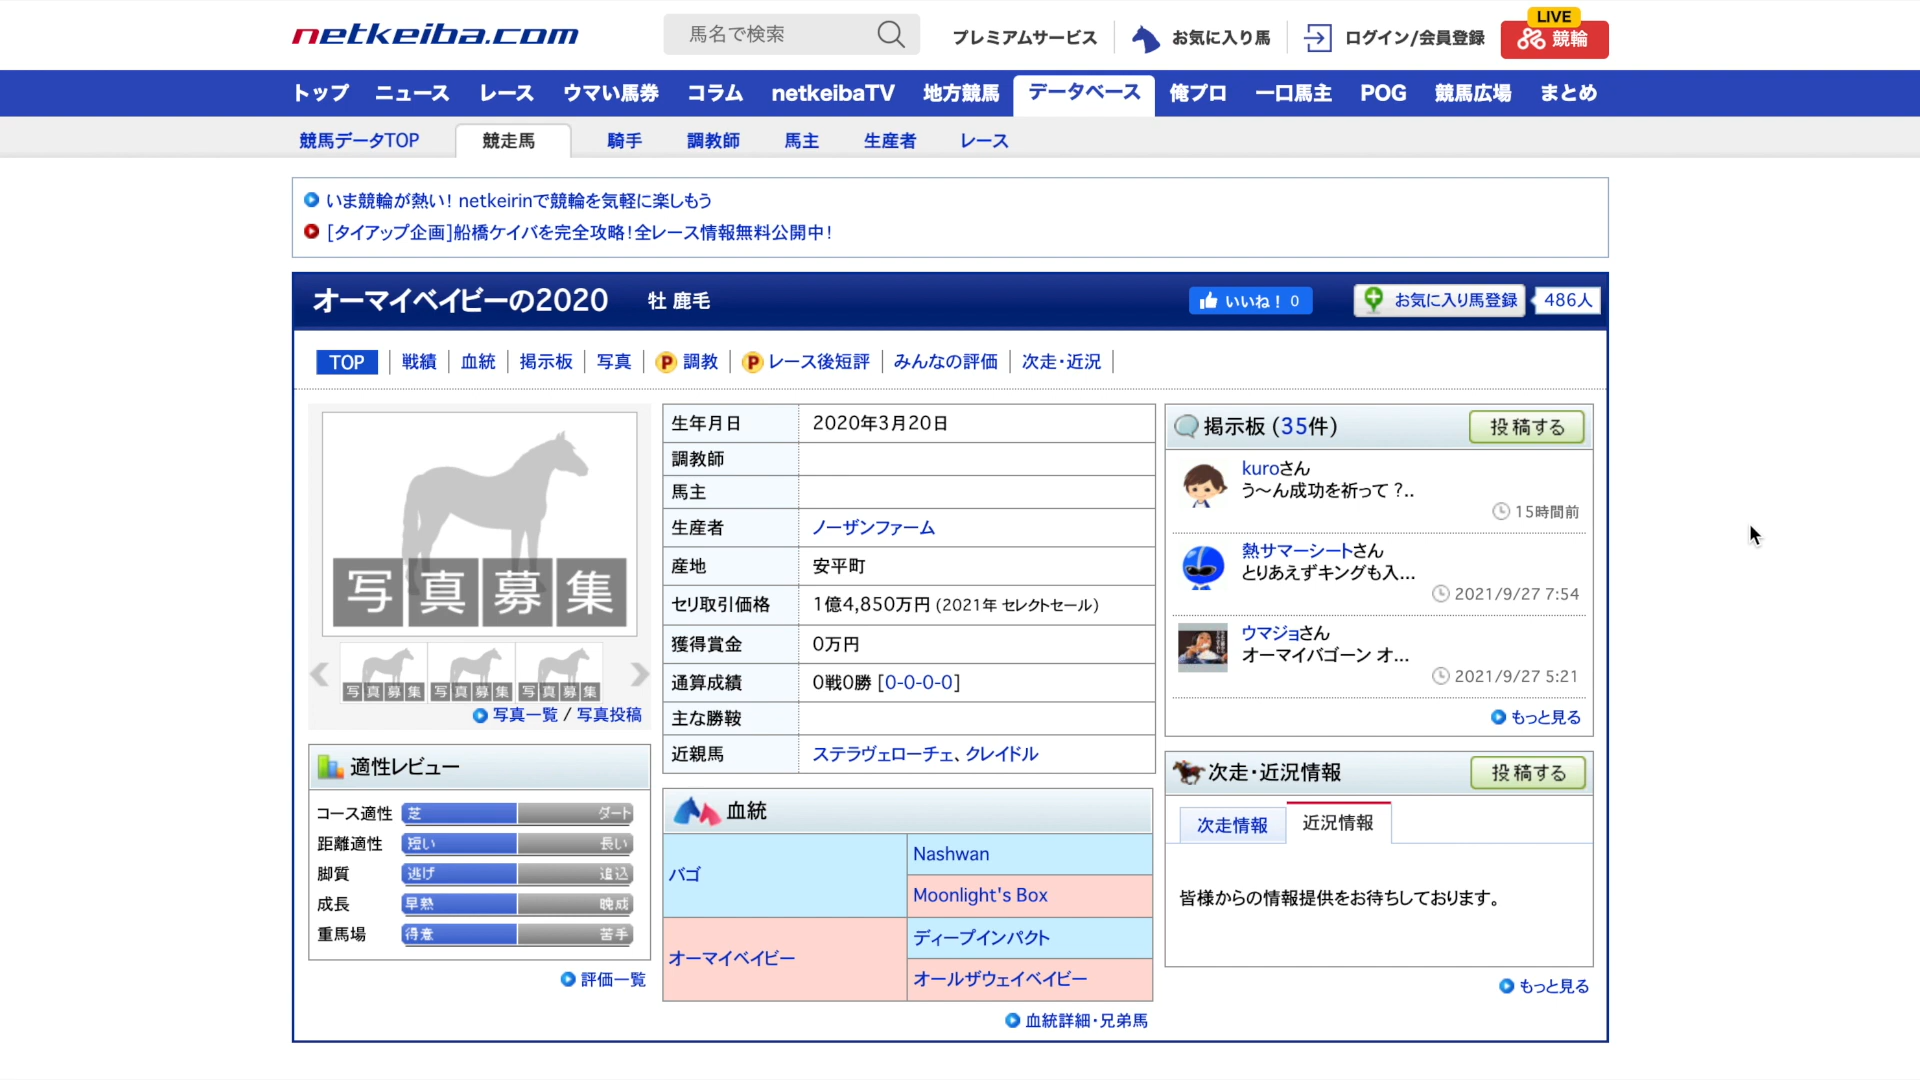 netkeiba.com
馬名で検索
プレミアムサービス
お気に入り馬
ログイン/会員登録
LIVE
競輪
トップ ニュース レース ウマい馬券 コラム netkeibaTV 地方競馬 データベース 俺プロ 一口馬主 POG 競馬広場 まとめ
競馬データTOP 競走馬 騎手 調教師 馬主 生産者 レース
いま競輪が熱い! netkeirinで競輪を気軽に楽しもう
[タイアップ企画]船橋ケイバを完全攻略!全レース情報無料公開中!
オーマイベイビーの2020 牡 鹿毛
いいね! 0
お気に入り馬登録
486人
TOP 戦績 血統 掲示板 写真 P 調教 P レース後短評 みんなの評価 次走・近況
写真募集
写真募集 写真募集 写真募集
写真一覧 / 写真投稿
適性レビュー
コース適性 芝 ダート
距離適性 短い 長い
脚質 逃げ 追込
成長 早熟 晩成
重馬場 得意 苦手
評価一覧
生年月日 2020年3月20日
調教師
馬主
生産者 ノーザンファーム
産地 安平町
セリ取引価格 1億4,850万円 (2021年 セレクトセール)
獲得賞金 0万円
通算成績 0戦0勝 [0-0-0-0]
主な勝鞍
近親馬 ステラヴェローチェ、クレイドル
血統
バゴ
Nashwan
Moonlight's Box
オーマイベイビー
ディープインパクト
オールザウェイベイビー
血統詳細・兄弟馬
掲示板 (35件)
投稿する
kuroさん
う〜ん成功を祈って？..
15時間前
熱サマーシートさん
とりあえずキングも入...
2021/9/27 7:54
ウマジョさん
オーマイバゴーン オ...
2021/9/27 5:21
もっと見る
次走・近況情報
投稿する
次走情報 近況情報
皆様からの情報提供をお待ちしております。
もっと見る